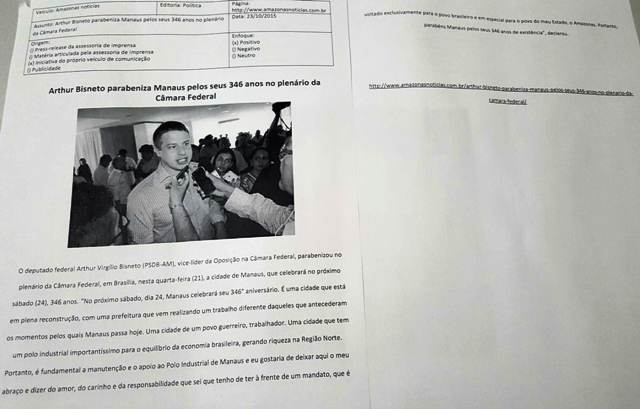 Veículo: Amazonas notícias
Editoria: Política
Página:
http://www.amazonasnoticias.com.br
Assunto: Arthur Bisneto parabeniza Manaus pelos seus 346 anos no plenário
da Câmara Federal
Data: 23/10/2015
Origem:
() Press-release da assessoria de imprensa
() Matéria articulada pela assessoria de imprensa
(x) Iniciativa do próprio veículo de comunicação
() Publicidade
Enfoque:
(x) Positivo
() Negativo
() Neutro
Arthur Bisneto parabeniza Manaus pelos seus 346 anos no plenário da
Câmara Federal
O deputado federal Arthur Virgílio Bisneto (PSDB-AM), vice-líder da Oposição na Câmara Federal, parabenizou no
plenário da Câmara Federal, em Brasília, nesta quarta-feira (21), a cidade de Manaus, que celebrará no próximo
sábado (24), 346 anos. "No próximo sábado, dia 24, Manaus celebrará seu 346° aniversário. É uma cidade que está
em plena reconstrução, com uma prefeitura que vem realizando um trabalho diferente daqueles que antecederam
os momentos pelos quais Manaus passa hoje. Uma cidade de um povo guerreiro, trabalhador. Uma cidade que tem
um polo industrial importantíssimo para o equilíbrio da economia brasileira, gerando riqueza na Região Norte.
Portanto, é fundamental a manutenção e o apoio ao Polo Industrial de Manaus e eu gostaria de deixar aqui o meu
abraço e dizer do amor, do carinho e da responsabilidade que sei que tenho de ter à frente de um mandato, que é
voltado exclusivamente para o povo brasileiro e em especial para o povo do meu Estado, o Amazonas. Portanto,
parabéns Manaus pelos seus 346 anos de existência", declarou.
http://www.amazonasnoticias.com.br/arthur-bisneto-parabeniza-manaus-pelos-seus-346-anos-no-plenario-da-
camara-federal/